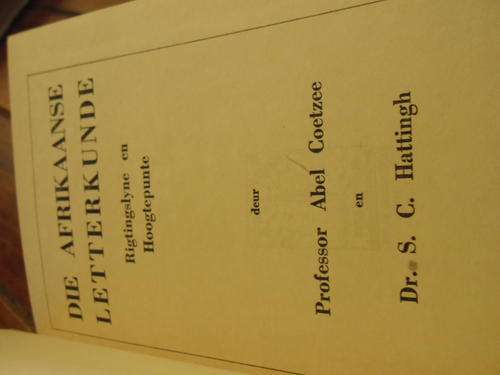 DIE AFRIKAANSE
LETTERKUNDE
Rigtingslyne en
Hoogtepunte
deur
Professor Abel Coetzee
en
Dr. S. C. Hattingh